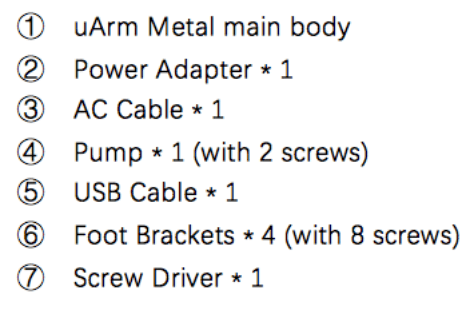 ① uArm Metal main body
② Power Adapter * 1
③ AC Cable * 1
④ Pump * 1 (with 2 screws)
⑤ USB Cable * 1
⑥ Foot Brackets * 4 (with 8 screws)
⑦ Screw Driver * 1